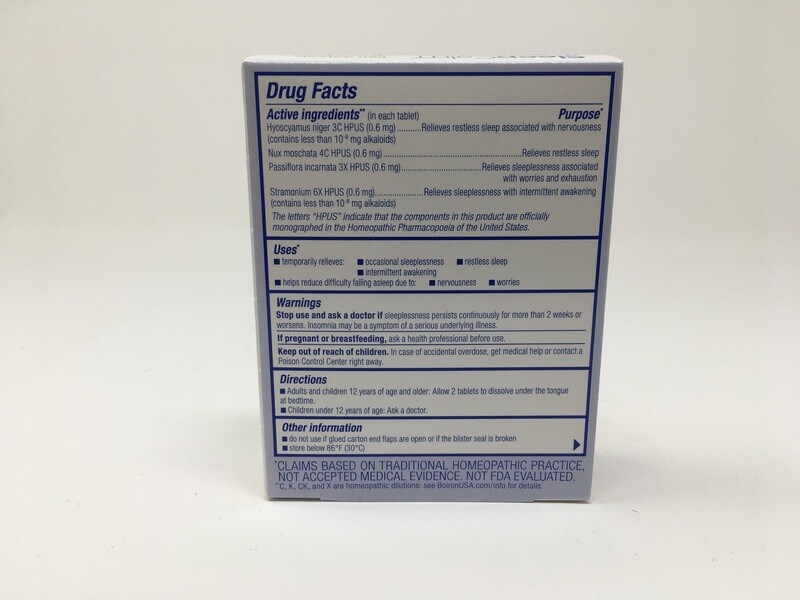 Drug Facts
Active ingredients** (in each tablet) Purpose*
Hyoscyamus niger 3C HPUS (0.6 mg)..........Relieves restless sleep associated with nervousness
(contains less than 10⁻⁹ mg alkaloids)
Nux moschata 4C HPUS (0.6 mg)......................................................Relieves restless sleep
Passiflora incarnata 3X HPUS (0.6 mg)....................Relieves sleeplessness associated
with worries and exhaustion
Stramonium 6X HPUS (0.6 mg)...................Relieves sleeplessness with intermittent awakening
(contains less than 10⁻⁸ mg alkaloids)
The letters "HPUS" indicate that the components in this product are officially
monographed in the Homeopathic Pharmacopoeia of the United States.
Uses*
■ temporarily relieves: ■ occasional sleeplessness ■ restless sleep
■ intermittent awakening
■ helps reduce difficulty falling asleep due to: ■ nervousness ■ worries
Warnings
Stop use and ask a doctor if sleeplessness persists continuously for more than 2 weeks or
worsens. Insomnia may be a symptom of a serious underlying illness.
If pregnant or breastfeeding, ask a health professional before use.
Keep out of reach of children. In case of accidental overdose, get medical help or contact a
Poison Control Center right away.
Directions
■ Adults and children 12 years of age and older: Allow 2 tablets to dissolve under the tongue
at bedtime.
■ Children under 12 years of age: Ask a doctor.
Other information
■ do not use if glued carton end flaps are open or if the blister seal is broken
■ store below 86°F (30°C)
*CLAIMS BASED ON TRADITIONAL HOMEOPATHIC PRACTICE,
NOT ACCEPTED MEDICAL EVIDENCE. NOT FDA EVALUATED.
**C, K, CK, and X are homeopathic dilutions: see BoironUSA.com/info for details.